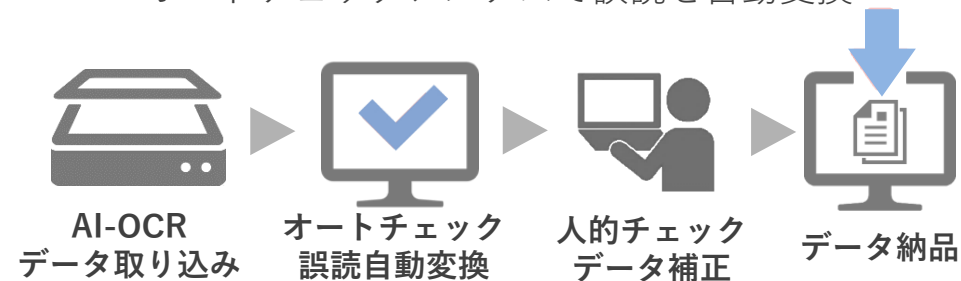 AI-OCR
データ取り込み
オートチェック
誤読自動変換
人的チェック
データ補正
データ納品